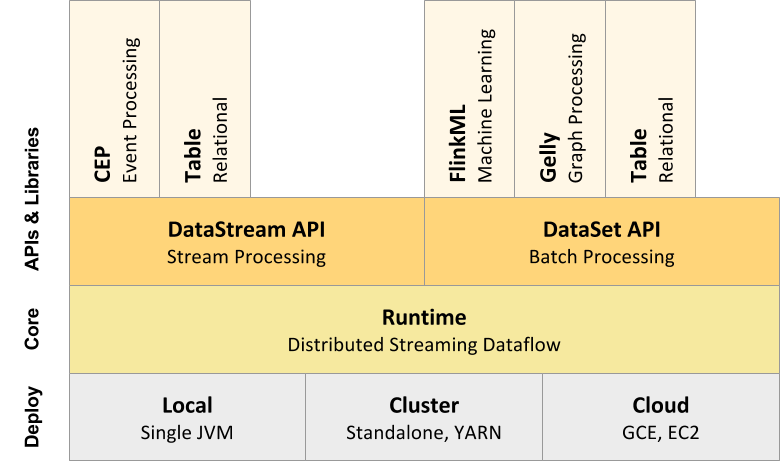 APIs & Libraries
CEP
Event Processing
Table
Relational
FlinkML
Machine Learning
Gelly
Graph Processing
Table
Relational
DataStream API
Stream Processing
DataSet API
Batch Processing
Core
Runtime
Distributed Streaming Dataflow
Deploy
Local
Single JVM
Cluster
Standalone, YARN
Cloud
GCE, EC2